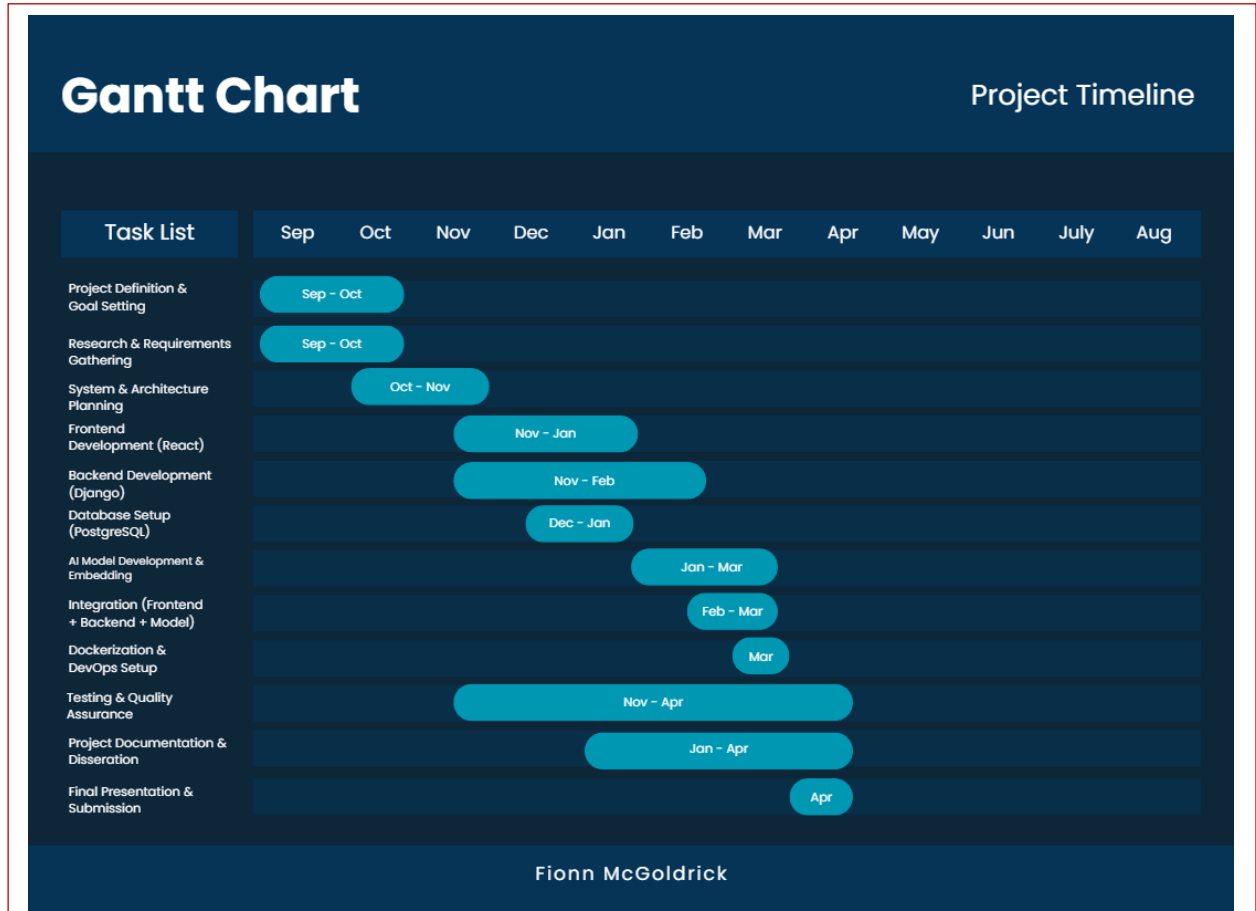 Gantt Chart
Project Timeline
Task List
Sep Oct Nov Dec Jan Feb Mar Apr May Jun July Aug
Project Definition &
Goal Setting
Sep - Oct
Research & Requirements
Gathering
Sep - Oct
System & Architecture
Planning
Oct - Nov
Frontend
Development (React)
Nov - Jan
Backend Development
(Django)
Nov - Feb
Database Setup
(PostgreSQL)
Dec - Jan
AI Model Development &
Embedding
Jan - Mar
Integration (Frontend
+ Backend + Model)
Feb - Mar
Dockerization &
DevOps Setup
Mar
Testing & Quality
Assurance
Nov - Apr
Project Documentation &
Disseration
Jan - Apr
Final Presentation &
Submission
Apr
Fionn McGoldrick